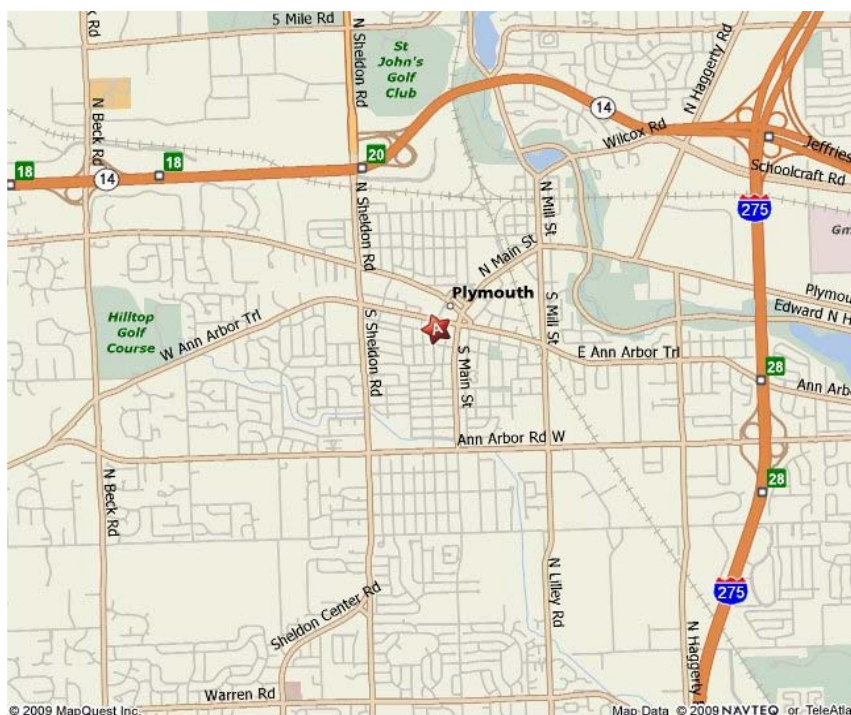 5 Mile Rd
St
John's
Golf
Club
N Sheldon Rd
N Beck Rd
k Rd
N Haggerty Rd
14
Wilcox Rd
Jeffries
Schoolcraft Rd
18
18
20
14
275
Gm
N Sheldon Rd
N Mill St
N Main St
Plymouth
Plymou
Edward N H
Hilltop
Golf
Course
W Ann Arbor Trl
S Sheldon Rd
A
S Main St
S Mill St
E Ann Arbor Trl
28
Ann Arbo
Ann Arbor Rd W
N Beck Rd
28
N Lilley Rd
275
Sheldon Center Rd
N Haggerty
Warren Rd
© 2009 MapQuest Inc.
Map Data © 2009 NAVTEQ or TeleAtla